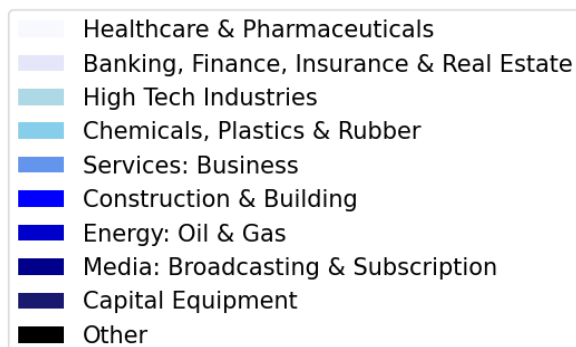 Healthcare & Pharmaceuticals
Banking, Finance, Insurance & Real Estate
High Tech Industries
Chemicals, Plastics & Rubber
Services: Business
Construction & Building
Energy: Oil & Gas
Media: Broadcasting & Subscription
Capital Equipment
Other